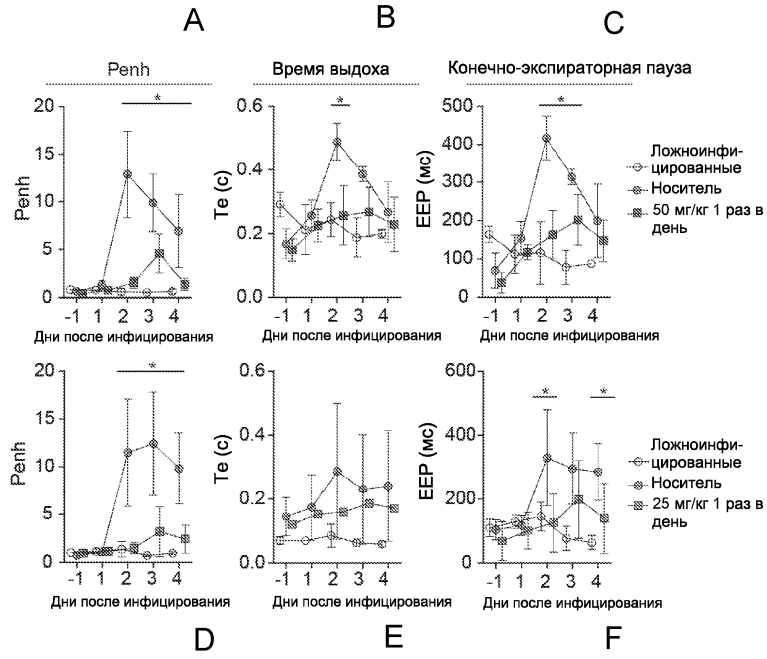 A
B
C
Penh
Время выдоха
Конечно-экспираторная пауза
Penh
20
15
10
5
0
-1 1 2 3 4
*
Дни после инфицирования
Te (с)
0.6
0.4
0.2
0.0
-1 1 2 3 4
*
Дни после инфицирования
EEP (мс)
500
400
300
200
100
0
-1 1 2 3 4
*
Дни после инфицирования
Ложноинфи-
цированные
Носитель
50 мг/кг 1 раз в
день
Penh
20
15
10
5
0
-1 1 2 3 4
*
Дни после инфицирования
Te (с)
0.6
0.4
0.2
0.0
-1 1 2 3 4
Дни после инфицирования
EEP (мс)
600
400
200
0
-1 1 2 3 4
* *
Дни после инфицирования
Ложноинфи-
цированные
Носитель
25 мг/кг 1 раз в
день
D
E
F